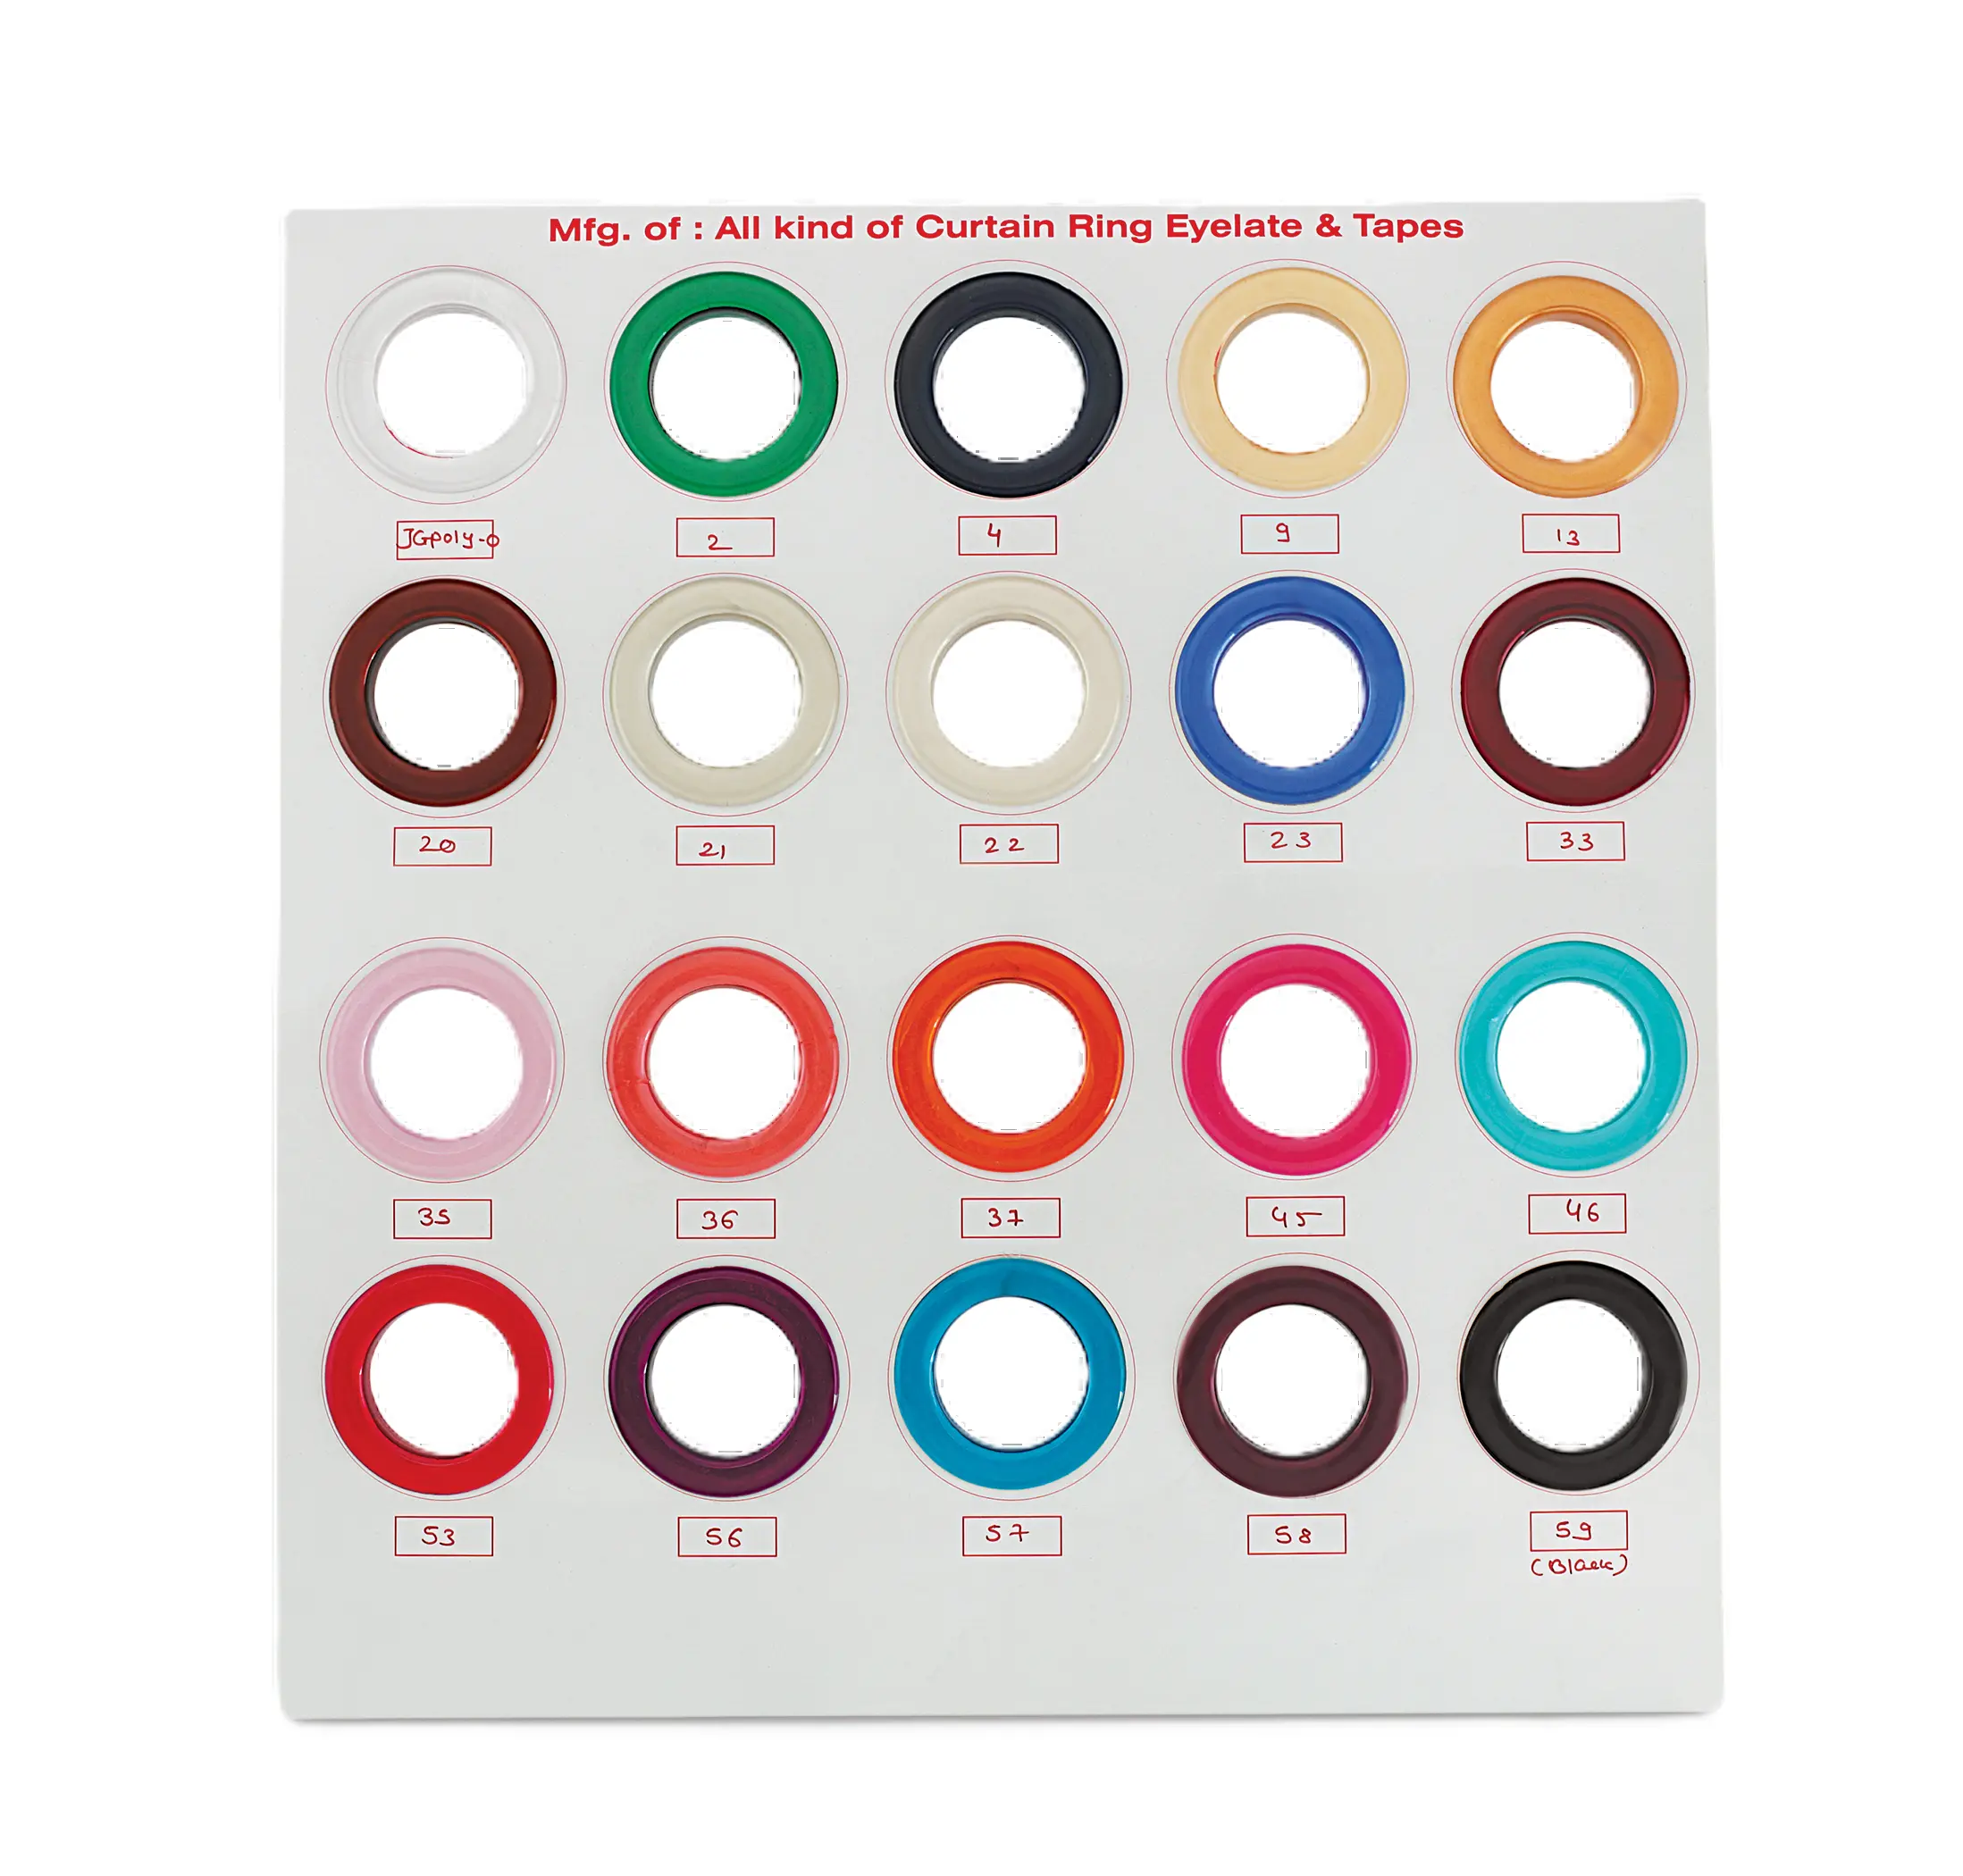 Mfg. of : All kind of Curtain Ring Eyelate & Tapes
JGpoly-0 2 4 9 13
20 21 22 23 33
35 36 37 45 46
53 56 57 58 59
(Black)